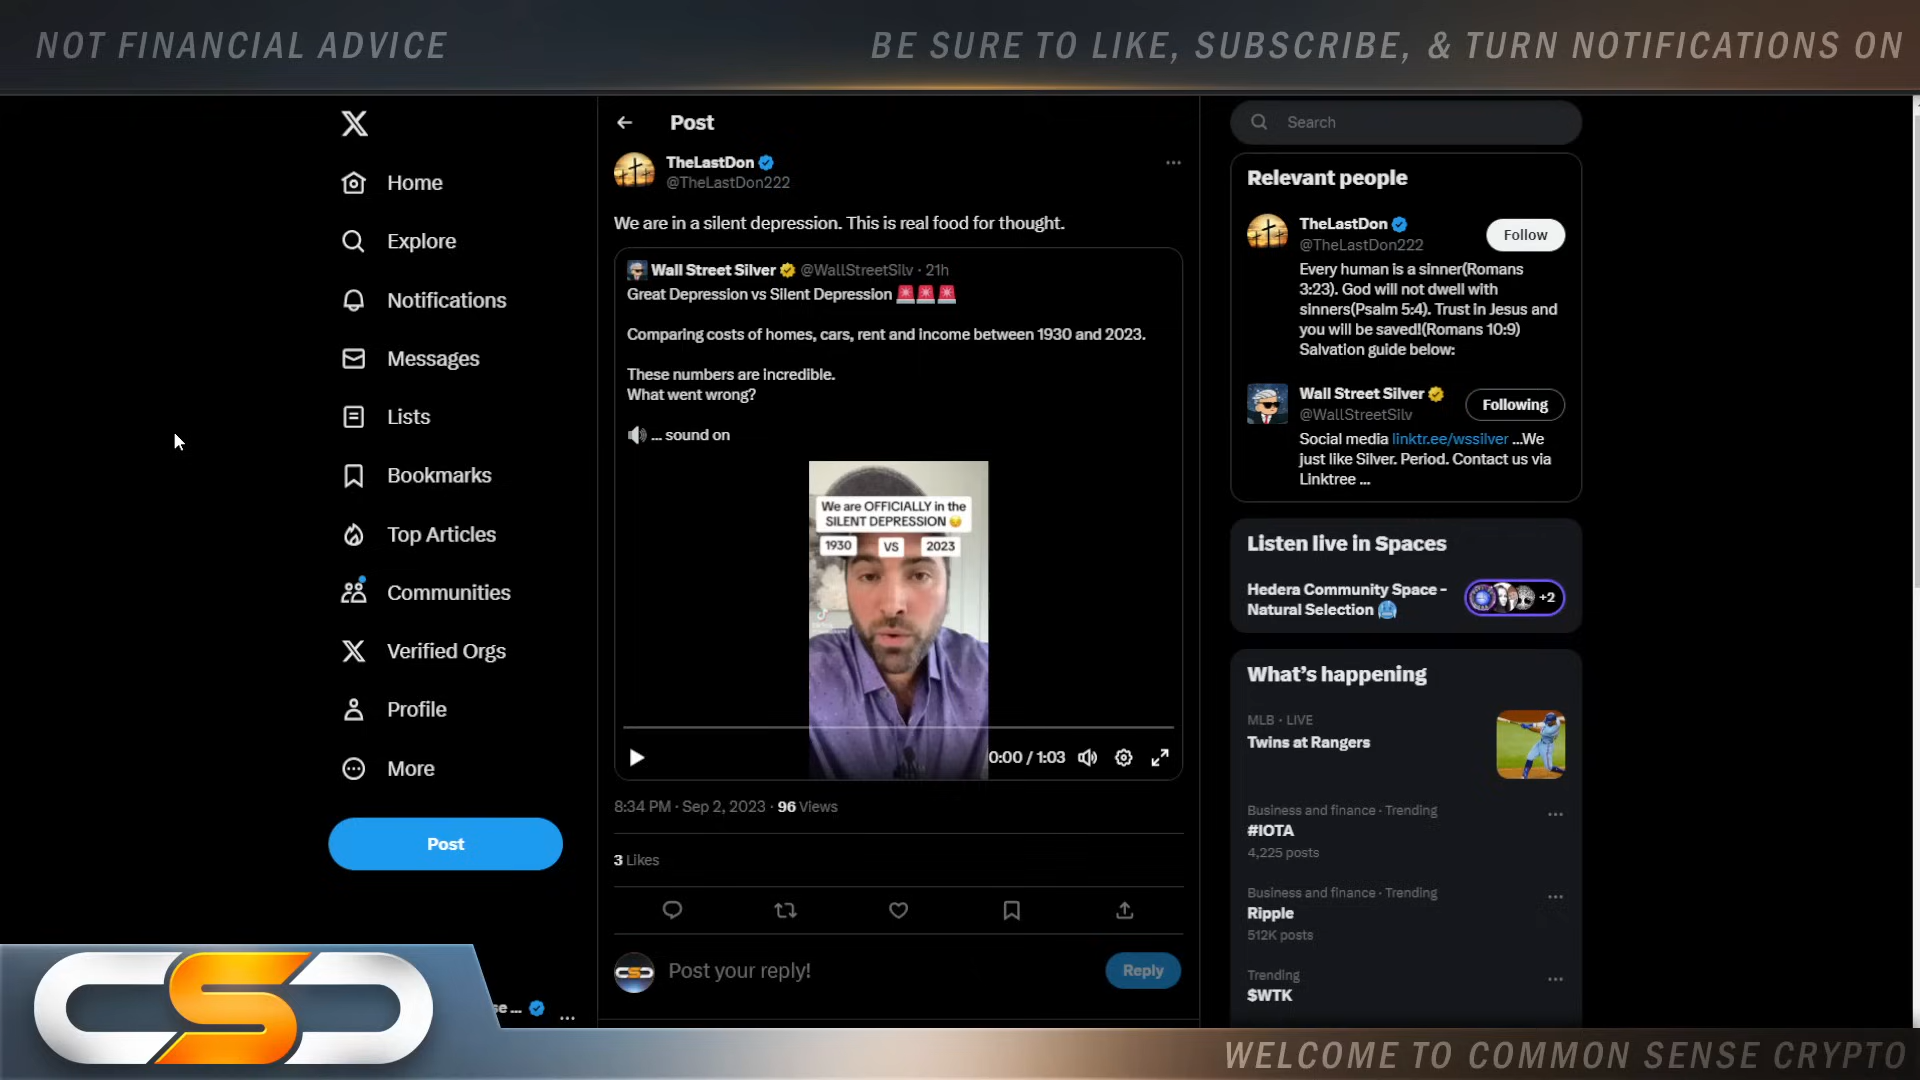 NOT FINANCIAL ADVICE
BE SURE TO LIKE, SUBSCRIBE, & TURN NOTIFICATIONS ON
Home
Explore
Notifications
Messages
Lists
Bookmarks
Top Articles
Communities
Verified Orgs
Profile
More
Post
se ...
Post
TheLastDon
@TheLastDon222
We are in a silent depression. This is real food for thought.
Wall Street Silver @WallStreetSilv · 21h
Great Depression vs Silent Depression 🚨🚨🚨
Comparing costs of homes, cars, rent and income between 1930 and 2023.
These numbers are incredible.
What went wrong?
🔊 ... sound on
We are OFFICIALLY in the
SILENT DEPRESSION 😔
1930 VS 2023
0:00 / 1:03
8:34 PM · Sep 2, 2023 · 96 Views
3 Likes
Post your reply!
Reply
Search
Relevant people
TheLastDon
@TheLastDon222
Follow
Every human is a sinner(Romans
3:23). God will not dwell with
sinners(Psalm 5:4). Trust in Jesus and
you will be saved!(Romans 10:9)
Salvation guide below:
Wall Street Silver
@WallStreetSilv
Following
Social media linktr.ee/wssilver ...We
just like Silver. Period. Contact us via
Linktree ...
Listen live in Spaces
Hedera Community Space -
Natural Selection 🥶
+2
What's happening
MLB · LIVE
Twins at Rangers
Business and finance · Trending
#IOTA
4,225 posts
Business and finance · Trending
Ripple
512K posts
Trending
$WTK
CSC
WELCOME TO COMMON SENSE CRYPTO